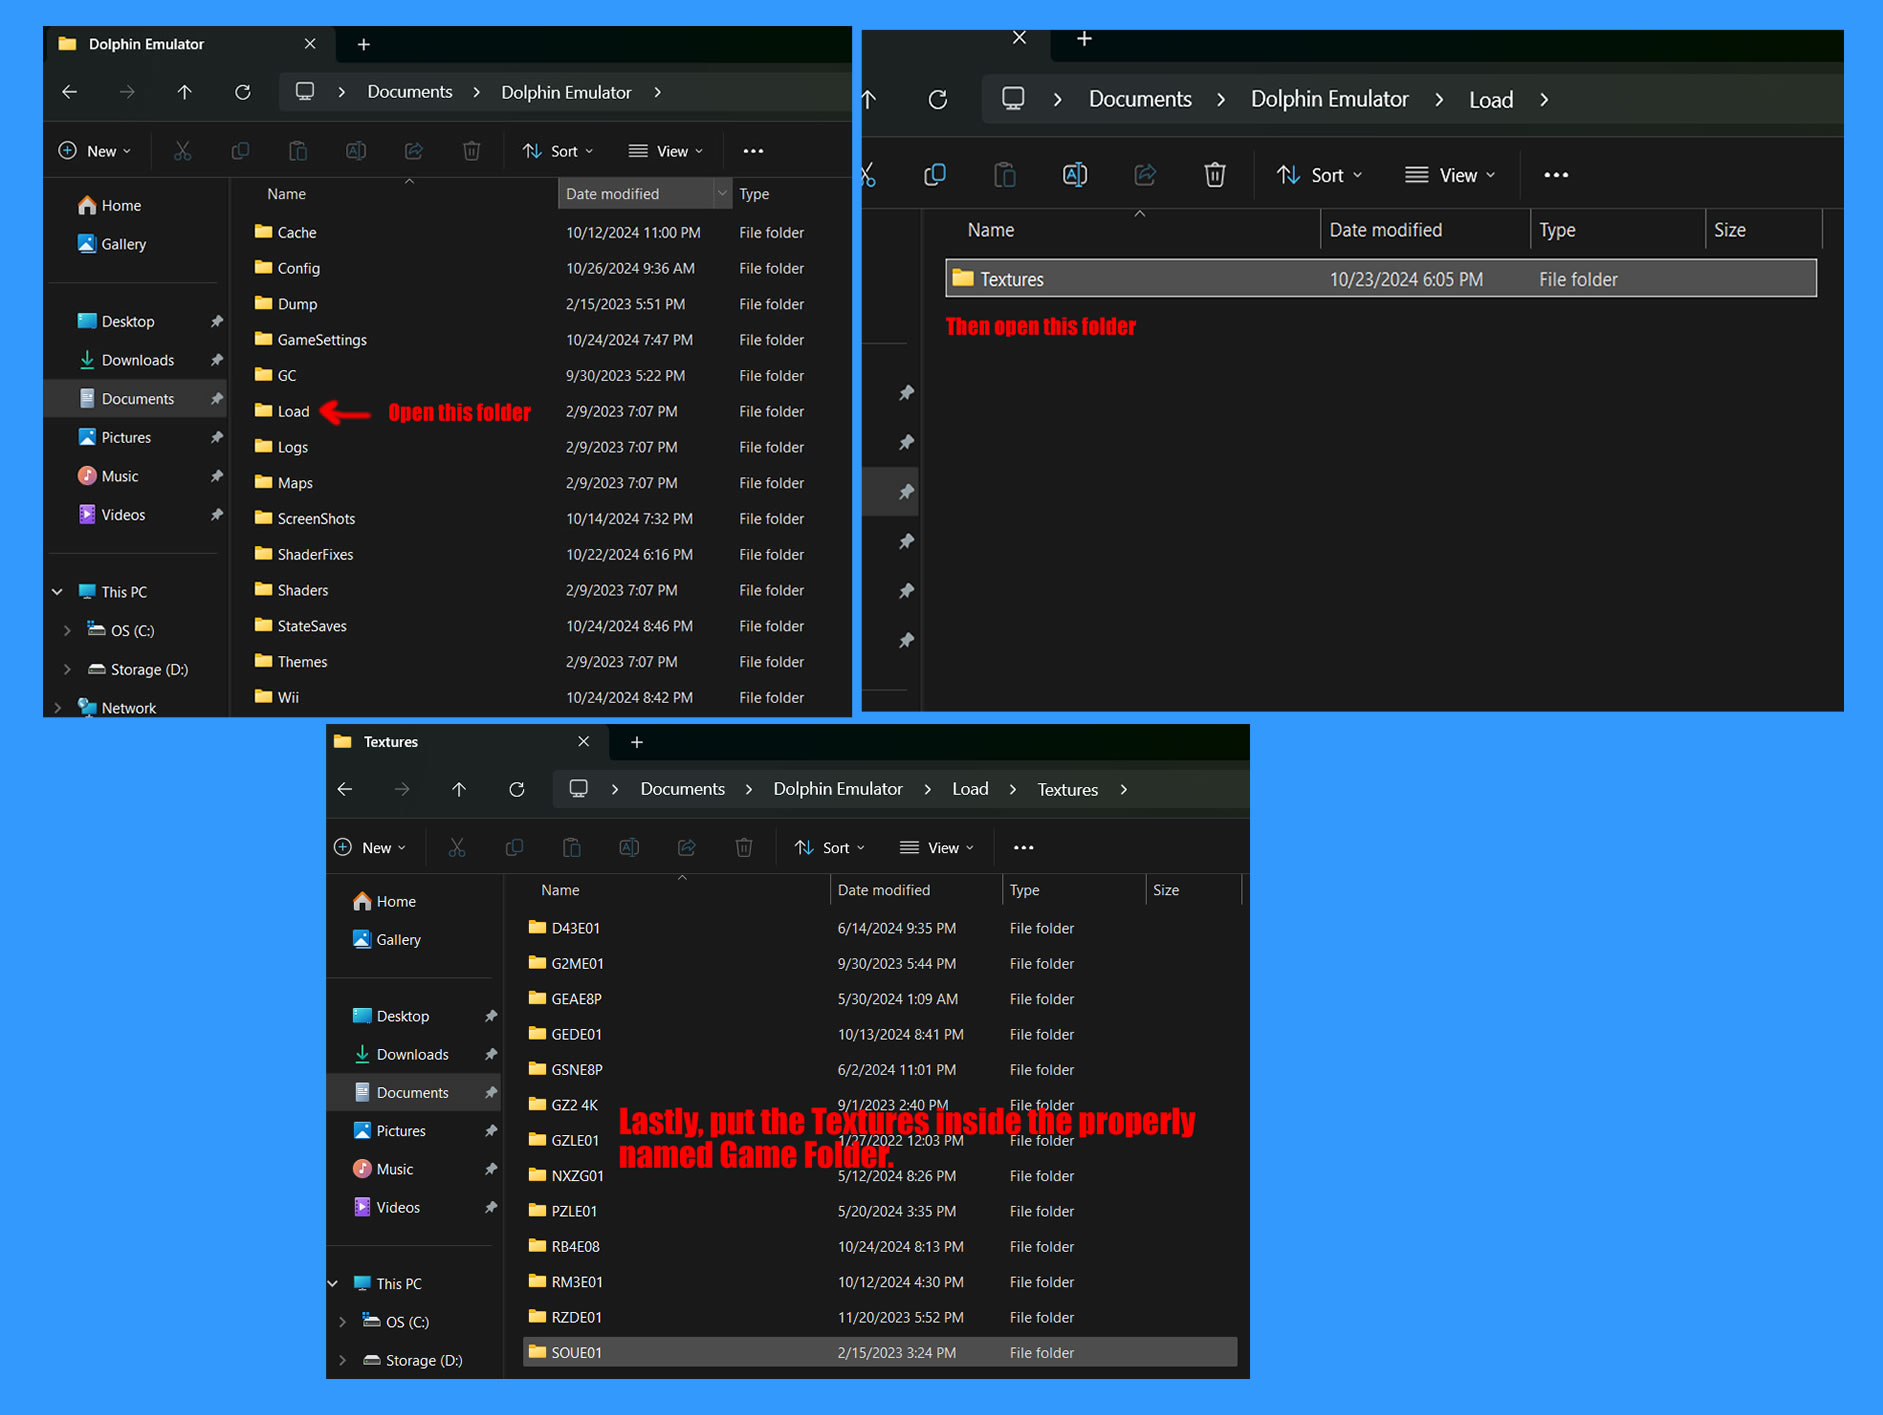 Dolphin Emulator
Documents > Dolphin Emulator >
New Sort View ...
Name Date modified Type
Home
Gallery
Desktop
Downloads
Documents
Pictures
Music
Videos
This PC
OS (C:)
Storage (D:)
Network
Cache 10/12/2024 11:00 PM File folder
Config 10/26/2024 9:36 AM File folder
Dump 2/15/2023 5:51 PM File folder
GameSettings 10/24/2024 7:47 PM File folder
GC 9/30/2023 5:22 PM File folder
Load Open this folder 2/9/2023 7:07 PM File folder
Logs 2/9/2023 7:07 PM File folder
Maps 2/9/2023 7:07 PM File folder
ScreenShots 10/14/2024 7:32 PM File folder
ShaderFixes 10/22/2024 6:16 PM File folder
Shaders 2/9/2023 7:07 PM File folder
StateSaves 10/24/2024 8:46 PM File folder
Themes 2/9/2023 7:07 PM File folder
Wii 10/24/2024 8:42 PM File folder
Documents > Dolphin Emulator > Load >
Sort View ...
Name Date modified Type Size
Textures 10/23/2024 6:05 PM File folder
Then open this folder
Textures
Documents > Dolphin Emulator > Load > Textures >
New Sort View ...
Name Date modified Type Size
Home
Gallery
Desktop
Downloads
Documents
Pictures
Music
Videos
This PC
OS (C:)
Storage (D:)
D43E01 6/14/2024 9:35 PM File folder
G2ME01 9/30/2023 5:44 PM File folder
GEAE8P 5/30/2024 1:09 AM File folder
GEDE01 10/13/2024 8:41 PM File folder
GSNE8P 6/2/2024 11:01 PM File folder
GZ2 4K 9/1/2023 2:40 PM File folder
Lastly, put the Textures inside the properly
GZLE01 1/27/2022 12:03 PM File folder
named Game Folder.
NXZG01 5/12/2024 8:26 PM File folder
PZLE01 5/20/2024 3:35 PM File folder
RB4E08 10/24/2024 8:13 PM File folder
RM3E01 10/12/2024 4:30 PM File folder
RZDE01 11/20/2023 5:52 PM File folder
SOUE01 2/15/2023 3:24 PM File folder